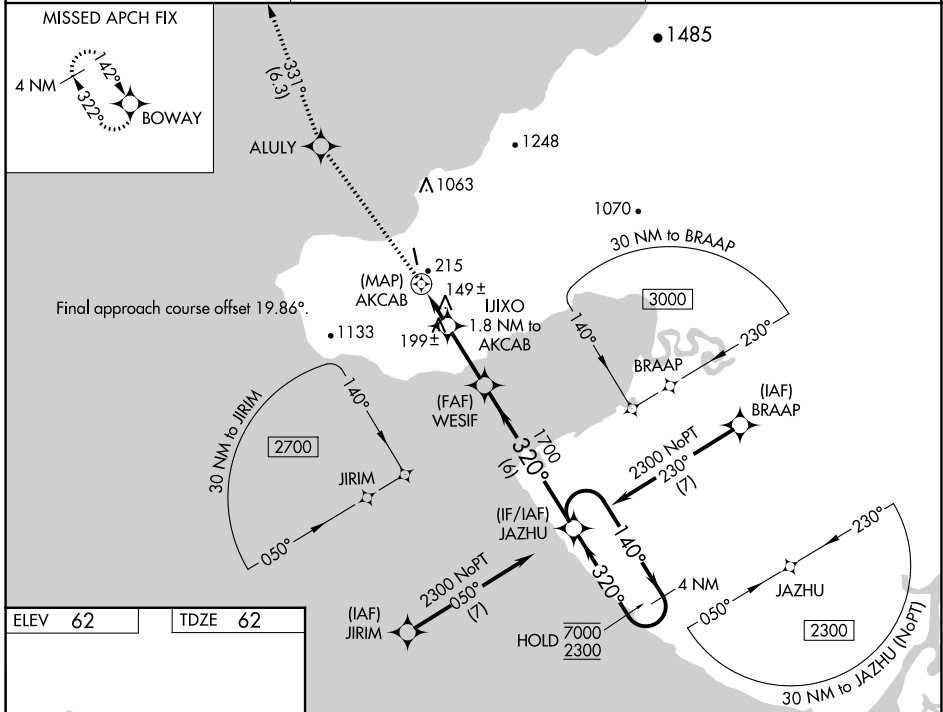 MISSED APCH FIX
4 NM
142°
322°
BOWAY
331°
(6.3)
1485
ALULY
1248
1063
1070
30 NM to BRAAP
3000
140°
230°
BRAAP
(MAP)
AKCAB
215
149±
IJIXO
1.8 NM to
AKCAB
199±
Final approach course offset 19.86°.
1133
(FAF)
WESIF
(IAF)
BRAAP
2300 NoPT
230°
(7)
30 NM to JIRIM
2700
140°
JIRIM
050°
1700
320°
(6)
(IF/IAF)
JAZHU
140°
320°
4 NM
HOLD 7000
2300
2300 NoPT
050°
(7)
(IAF)
JIRIM
230°
JAZHU
050°
2300
30 NM to JAZHU (NoPT)
ELEV 62
TDZE 62